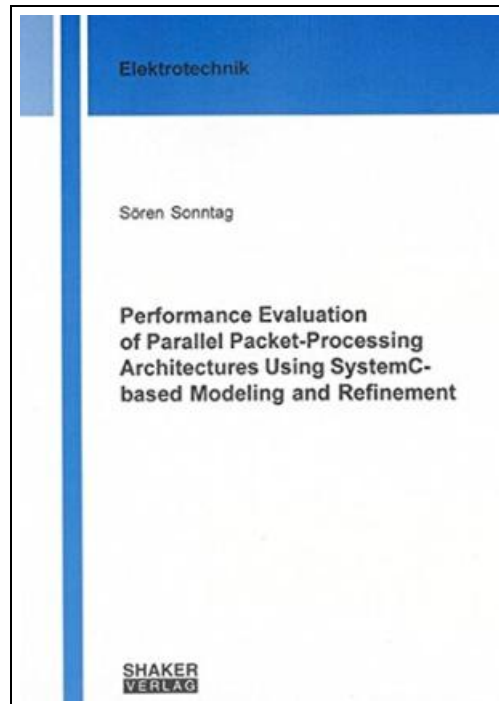 Elektrotechnik
Sören Sonntag
Performance Evaluation
of Parallel Packet-Processing
Architectures Using SystemC-
based Modeling and Refinement
SHAKER
VERLAG